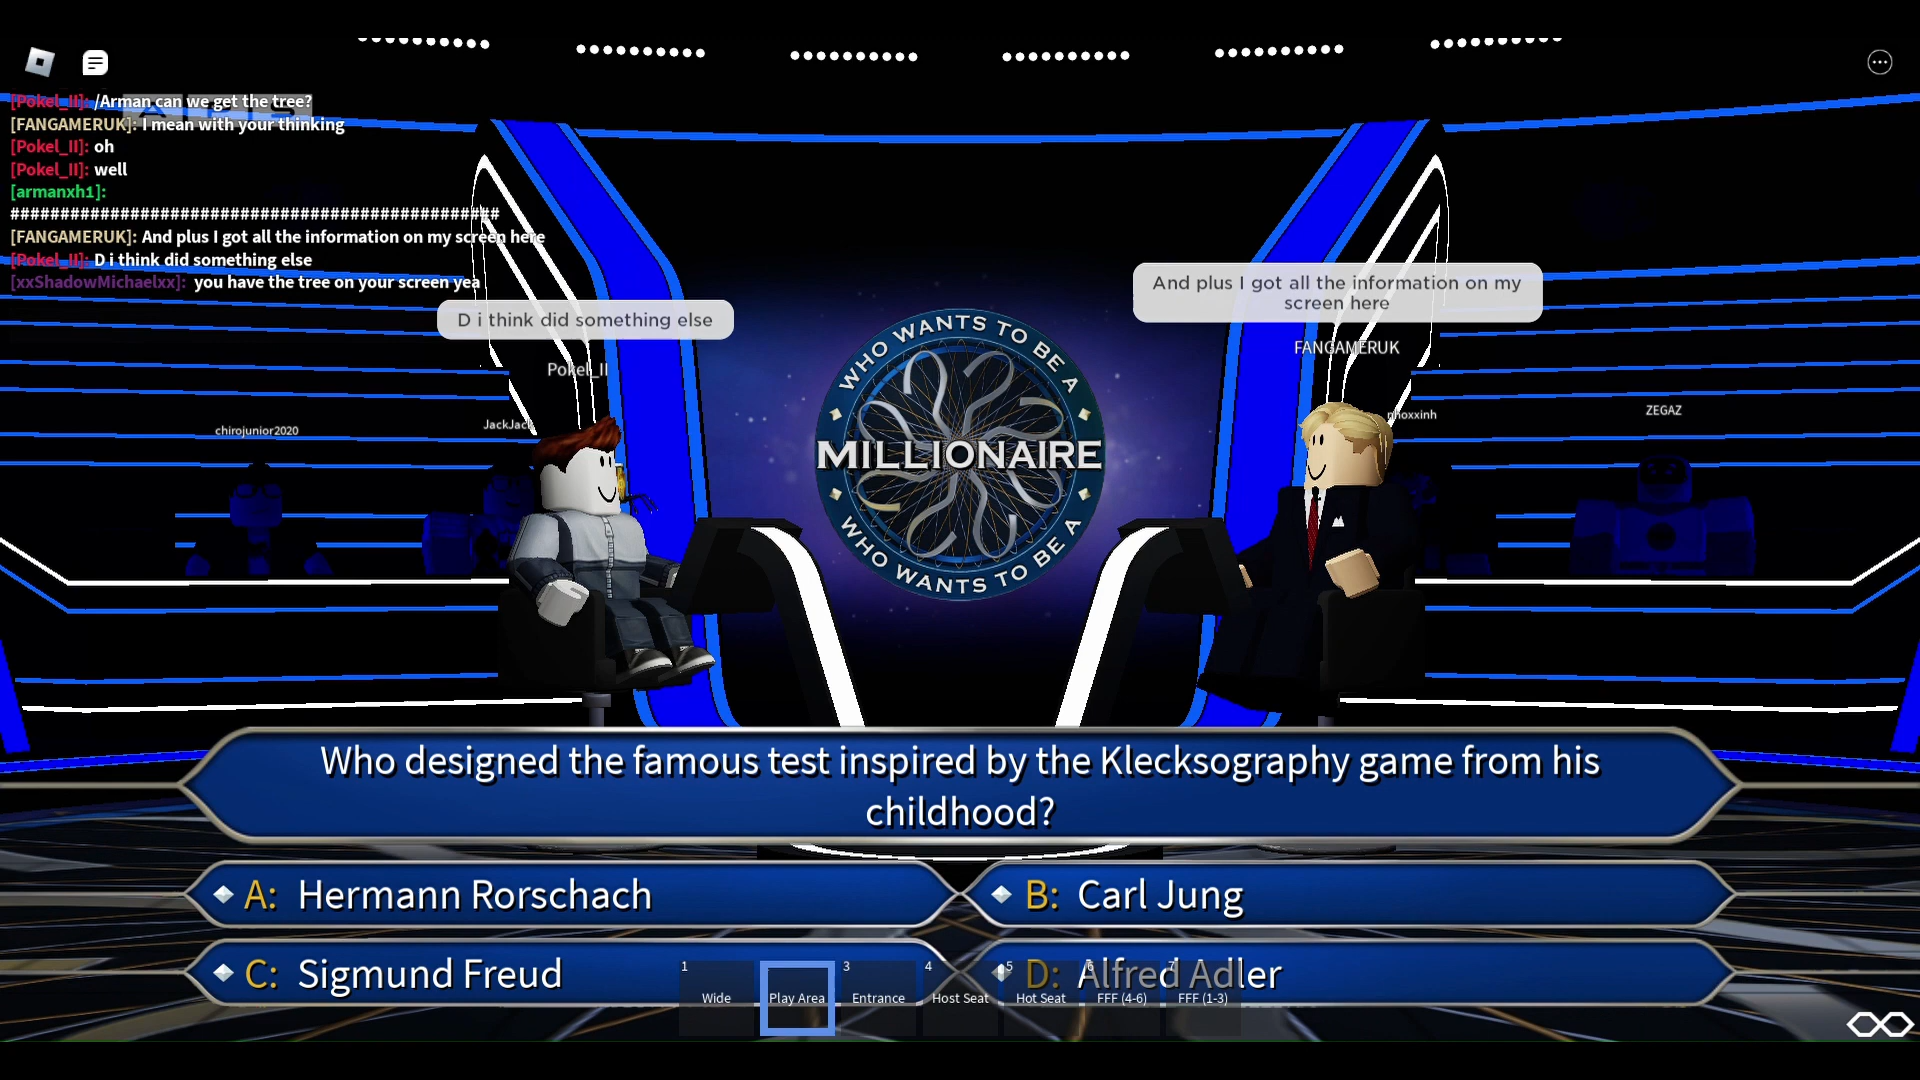 [Pokel_II]: /Arman can we get the tree?
[FANGAMERUK]: I mean with your thinking
[Pokel_II]: oh
[Pokel_II]: well
[armanxh1]:
#################################################
[FANGAMERUK]: And plus I got all the information on my screen here
[Pokel_II]: D i think did something else
[xxShadowMichaelxx]: you have the tree on your screen yea
And plus I got all the information on my
screen here
D i think did something else
FANGAMERUK
Pokel_II
chirojunior2020
JackJack
ZEGAZ
WHO WANTS TO BE A
MILLIONAIRE
WHO WANTS TO BE A
Who designed the famous test inspired by the Klecksography game from his
childhood?
A: Hermann Rorschach
B: Carl Jung
C: Sigmund Freud
D: Alfred Adler
1 Wide
Play Area
3 Entrance
4 Host Seat
5 Hot Seat
6 FFF (4-6)
7 FFF (1-3)